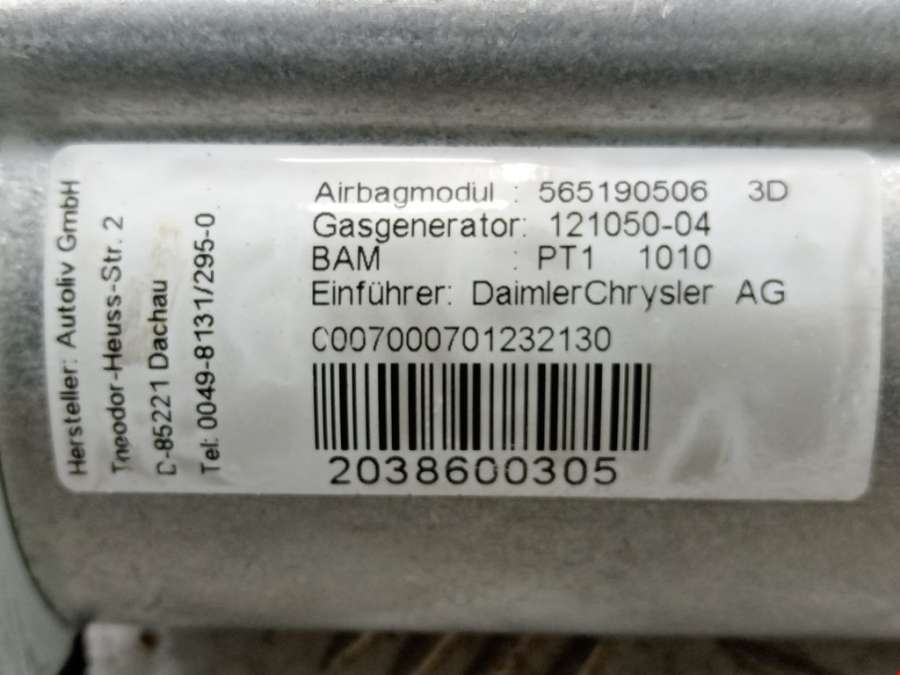 Hersteller: Autoliv GmbH
Theodor-Heuss-Str. 2
D-85221 Dachau
Tel: 0049-8131/295-0
Airbagmodul : 565190506 3D
Gasgenerator: 121050-04
BAM : PT1 1010
Einführer: DaimlerChrysler AG
C007000701232130
2038600305